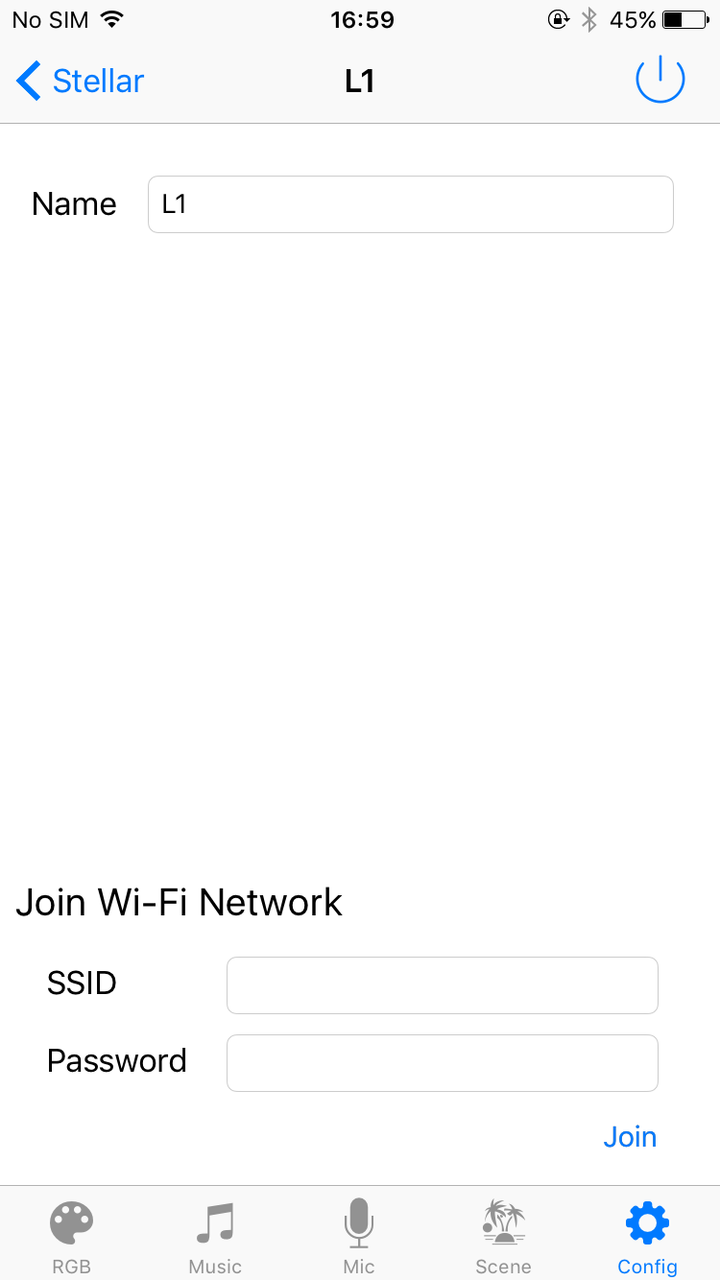 No SIM 16:59 45%
Stellar L1
Name L1
Join Wi-Fi Network
SSID
Password
Join
RGB Music Mic Scene Config